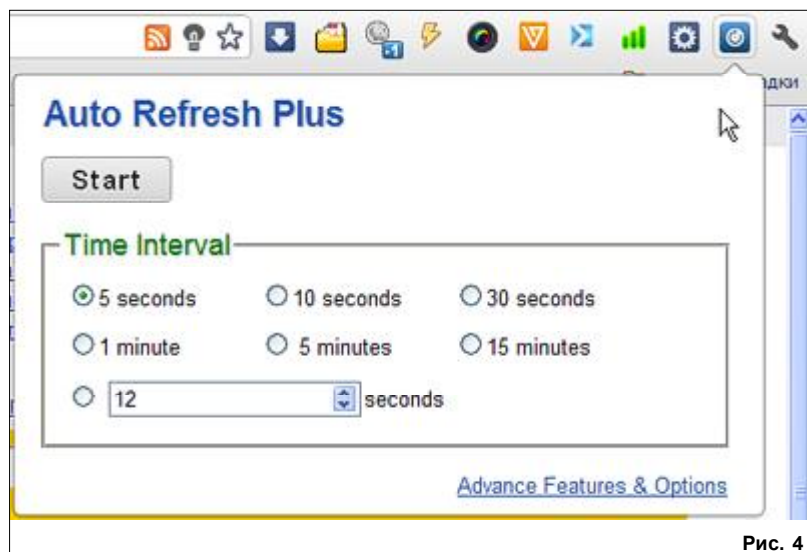 дки
Auto Refresh Plus
Start
Time Interval
5 seconds
10 seconds
30 seconds
1 minute
5 minutes
15 minutes
12 seconds
Advance Features & Options
Рис. 4